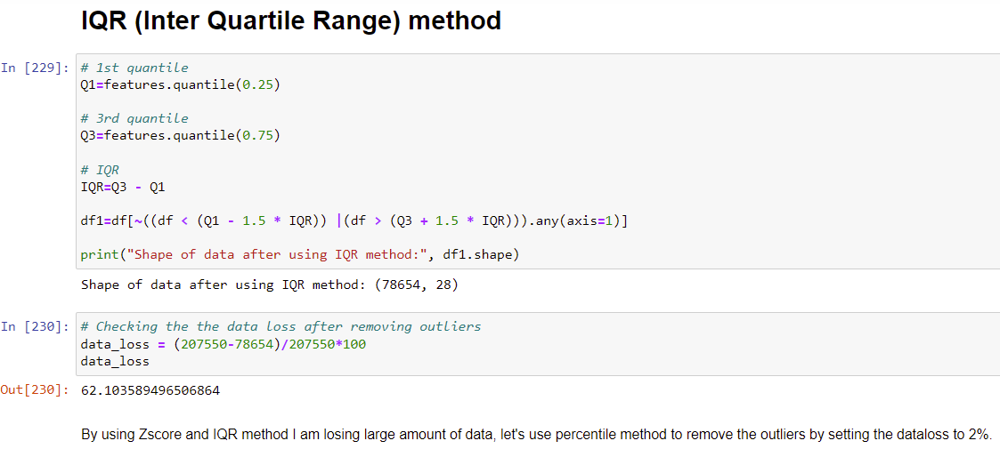 IQR (Inter Quartile Range) method
In [229]: # 1st quantile
Q1=features.quantile(0.25)
# 3rd quantile
Q3=features.quantile(0.75)
# IQR
IQR=Q3 - Q1
df1=df[~((df < (Q1 - 1.5 * IQR)) |(df > (Q3 + 1.5 * IQR))).any(axis=1)]
print("Shape of data after using IQR method:", df1.shape)
Shape of data after using IQR method: (78654, 28)
In [230]: # Checking the the data loss after removing outliers
data_loss = (207550-78654)/207550*100
data_loss
Out[230]: 62.103589496506864
By using Zscore and IQR method I am losing large amount of data, let's use percentile method to remove the outliers by setting the dataloss to 2%.